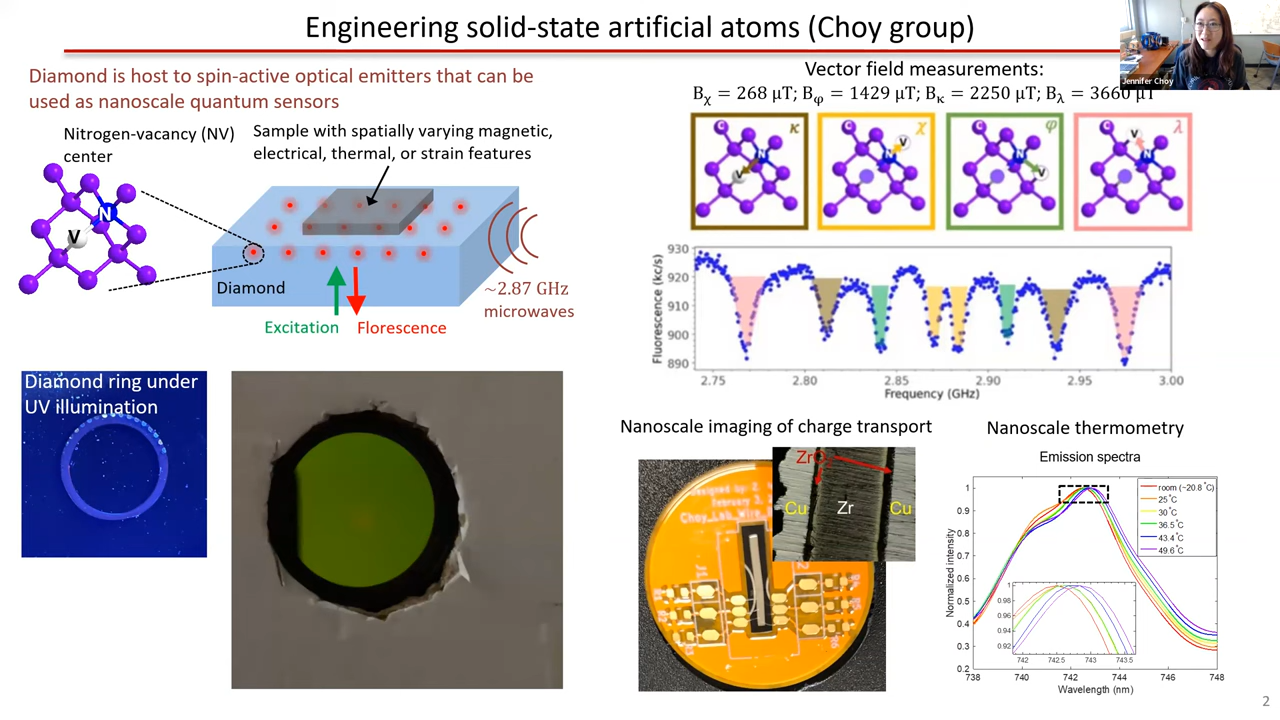 Engineering solid-state artificial atoms (Choy group)
Jennifer Choy
Diamond is host to spin-active optical emitters that can be
used as nanoscale quantum sensors
Nitrogen-vacancy (NV)
center
Sample with spatially varying magnetic,
electrical, thermal, or strain features
N
V
Diamond
Excitation
Florescence
~2.87 GHz
microwaves
Diamond ring under
UV illumination
Vector field measurements:
Bχ = 268 μT; Bφ = 1429 μT; Bκ = 2250 μT; Bλ = 3660 μT
C κ N V
C χ N V
C φ N V
C λ N V
Fluorescence (kc/s)
930
920
910
900
890
2.75 2.80 2.85 2.90 2.95 3.00
Frequency (GHz)
Nanoscale imaging of charge transport
Cu Zr Cu
Nanoscale thermometry
Emission spectra
Normalized intensity
1
0.9
0.8
0.7
0.6
0.5
0.4
0.3
0.2
room (~20.8 °C)
25 °C
30 °C
36.5 °C
43.4 °C
49.6 °C
1
0.98
0.96
0.94
0.92
742 742.5 743 743.5
738 740 742 744 746 748
Wavelength (nm)
2